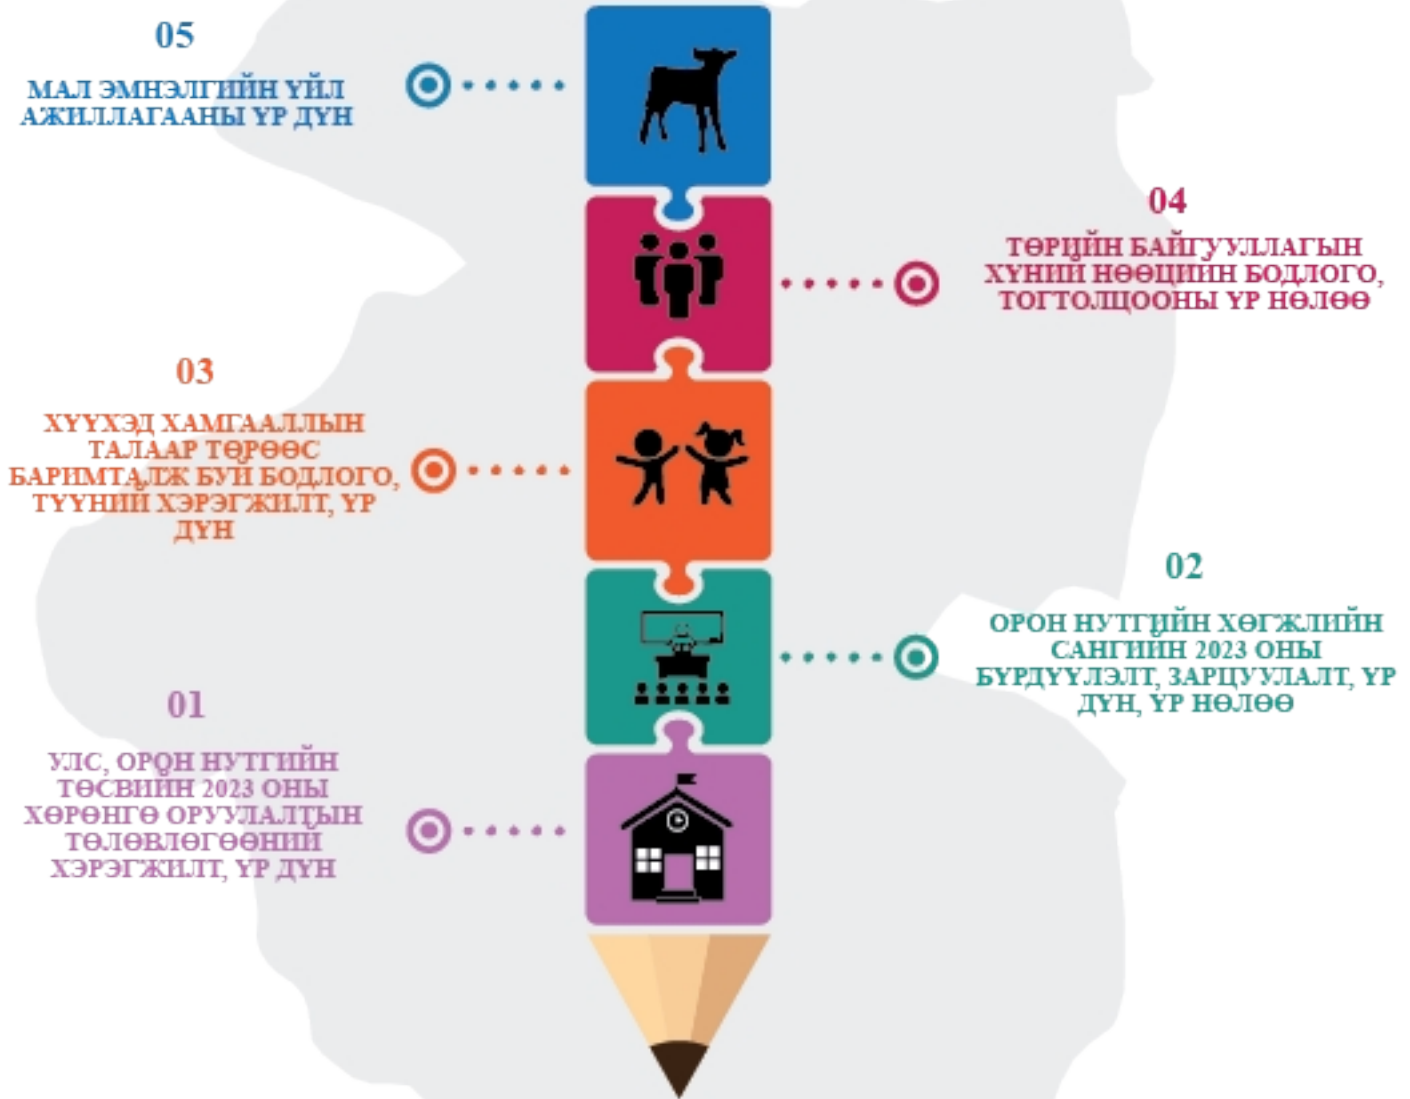 05
МАЛ ЭМНЭЛГИЙН ҮЙЛ
АЖИЛЛАГААНЫ ҮР ДҮН
04
ТӨРИЙН БАЙГУУЛЛАГЫН
ХҮНИЙ НӨӨЦИЙН БОДЛОГО,
ТОГТОЛЦООНЫ ҮР НӨЛӨӨ
03
ХҮҮХЭД ХАМГААЛЛЫН
ТАЛААР ТӨРӨӨС
БАРИМТАЛЖ БУЙ БОДЛОГО,
ТҮҮНИЙ ХЭРЭГЖИЛТ, ҮР
ДҮН
02
ОРОН НУТГИЙН ХӨГЖЛИЙН
САНГИЙН 2023 ОНЫ
БҮРДҮҮЛЭЛТ, ЗАРЦУУЛАЛТ, ҮР
ДҮН, ҮР НӨЛӨӨ
01
УЛС, ОРОН НУТГИЙН
ТӨСВИЙН 2023 ОНЫ
ХӨРӨНГӨ ОРУУЛАЛТЫН
ТӨЛӨВЛӨГӨӨНИЙ
ХЭРЭГЖИЛТ, ҮР ДҮН